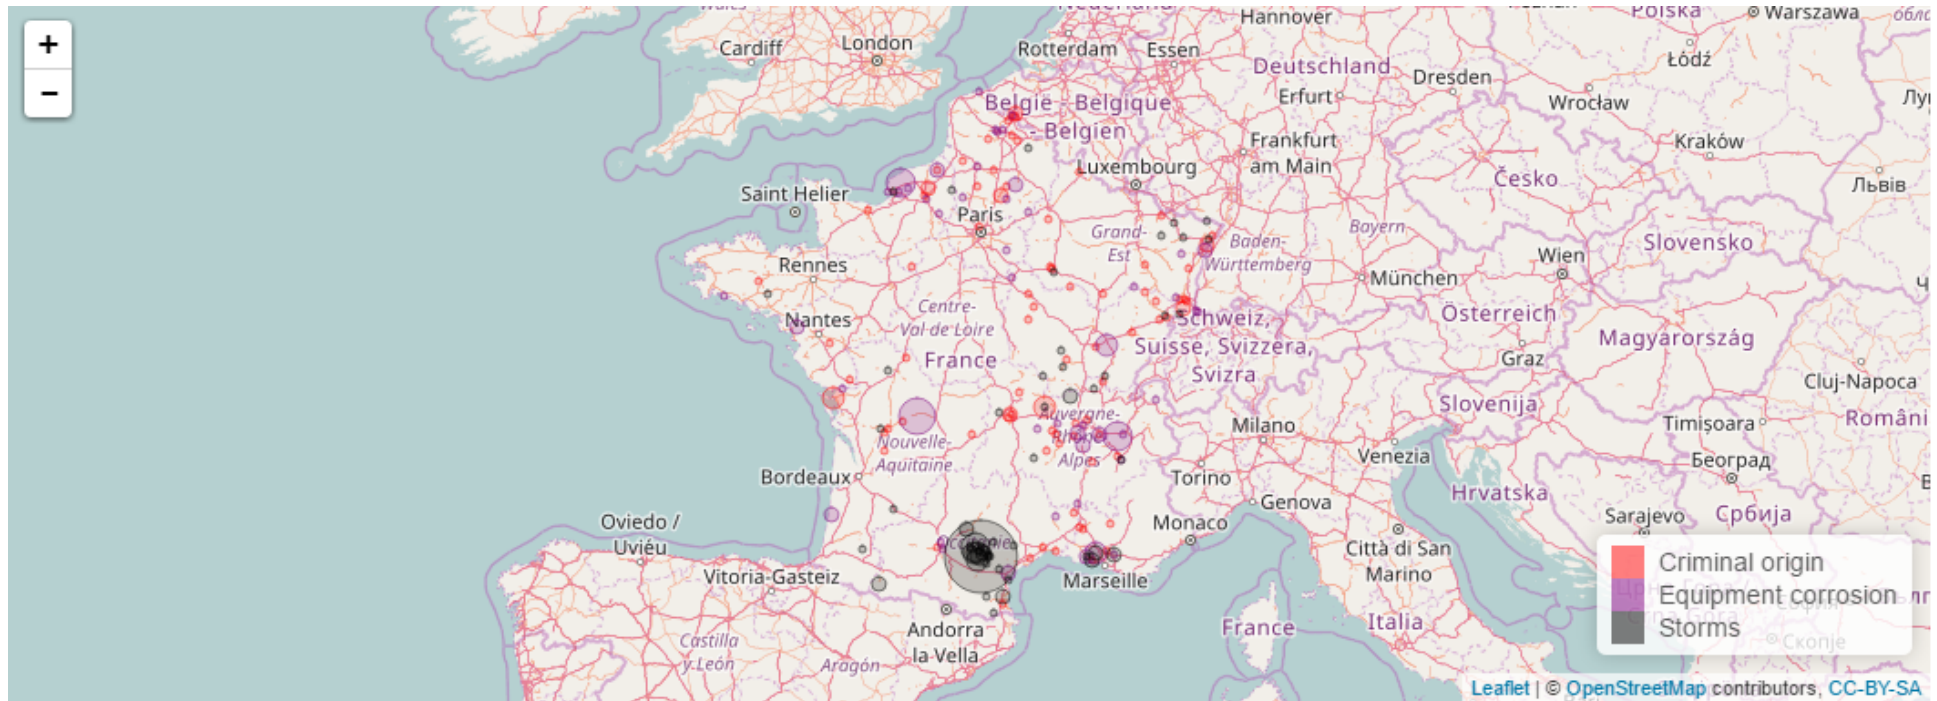 Wales
Nederland
Hannover
Polska
Warszawa
+
Cardiff
London
Rotterdam
Essen
Łódź
Deutschland
Dresden
−
België - Belgique
- Belgien
Erfurt
Wrocław
Frankfurt
am Main
Kraków
Luxembourg
Česko
Львів
Saint Helier
Paris
Grand-
Est
Baden-
Württemberg
Bayern
Slovensko
Wien
Rennes
München
Centre-
Val de Loire
Nantes
Schweiz,
Suisse, Svizzera,
Svizra
Österreich
Magyarország
France
Graz
Cluj-Napoca
Auvergne-
Rhône-
Alpes
Slovenija
Milano
Timișoara
Români
Nouvelle-
Aquitaine
Venezia
Београд
Bordeaux
Torino
Hrvatska
Genova
Oviedo /
Uviéu
Monaco
Sarajevo
Србија
Occitanie
Città di San
Marino
Vitoria-Gasteiz
Marseille
Criminal origin
Equipment corrosion
Storms
Andorra
la Vella
France
Italia
Castilla
y León
Aragón
Скопје
Leaflet | © OpenStreetMap contributors, CC-BY-SA